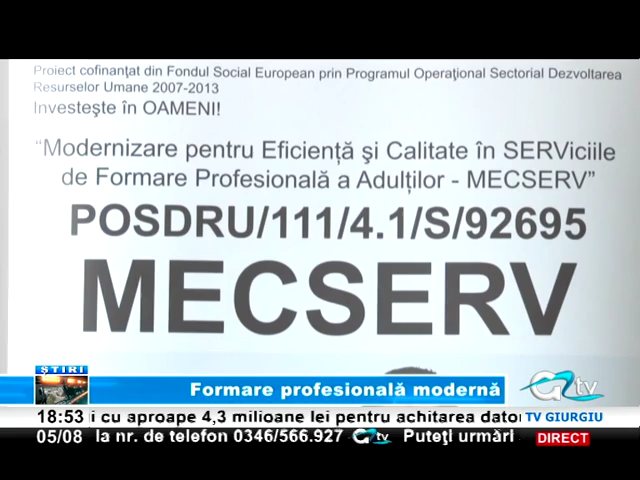 Proiect cofinanţat din Fondul Social European prin Programul Operaţional Sectorial Dezvoltarea
Resurselor Umane 2007-2013
Investeşte în OAMENI!
“Modernizare pentru Eficienţă şi Calitate în SERViciile
de Formare Profesională a Adulţilor - MECSERV”
POSDRU/111/4.1/S/92695
MECSERV
ŞTIRI
Formare profesională modernă
tv
18:53 i cu aproape 4,3 milioane lei pentru achitarea dator TV GIURGIU
05/08 la nr. de telefon 0346/566.927 tv Puteţi urmări DIRECT